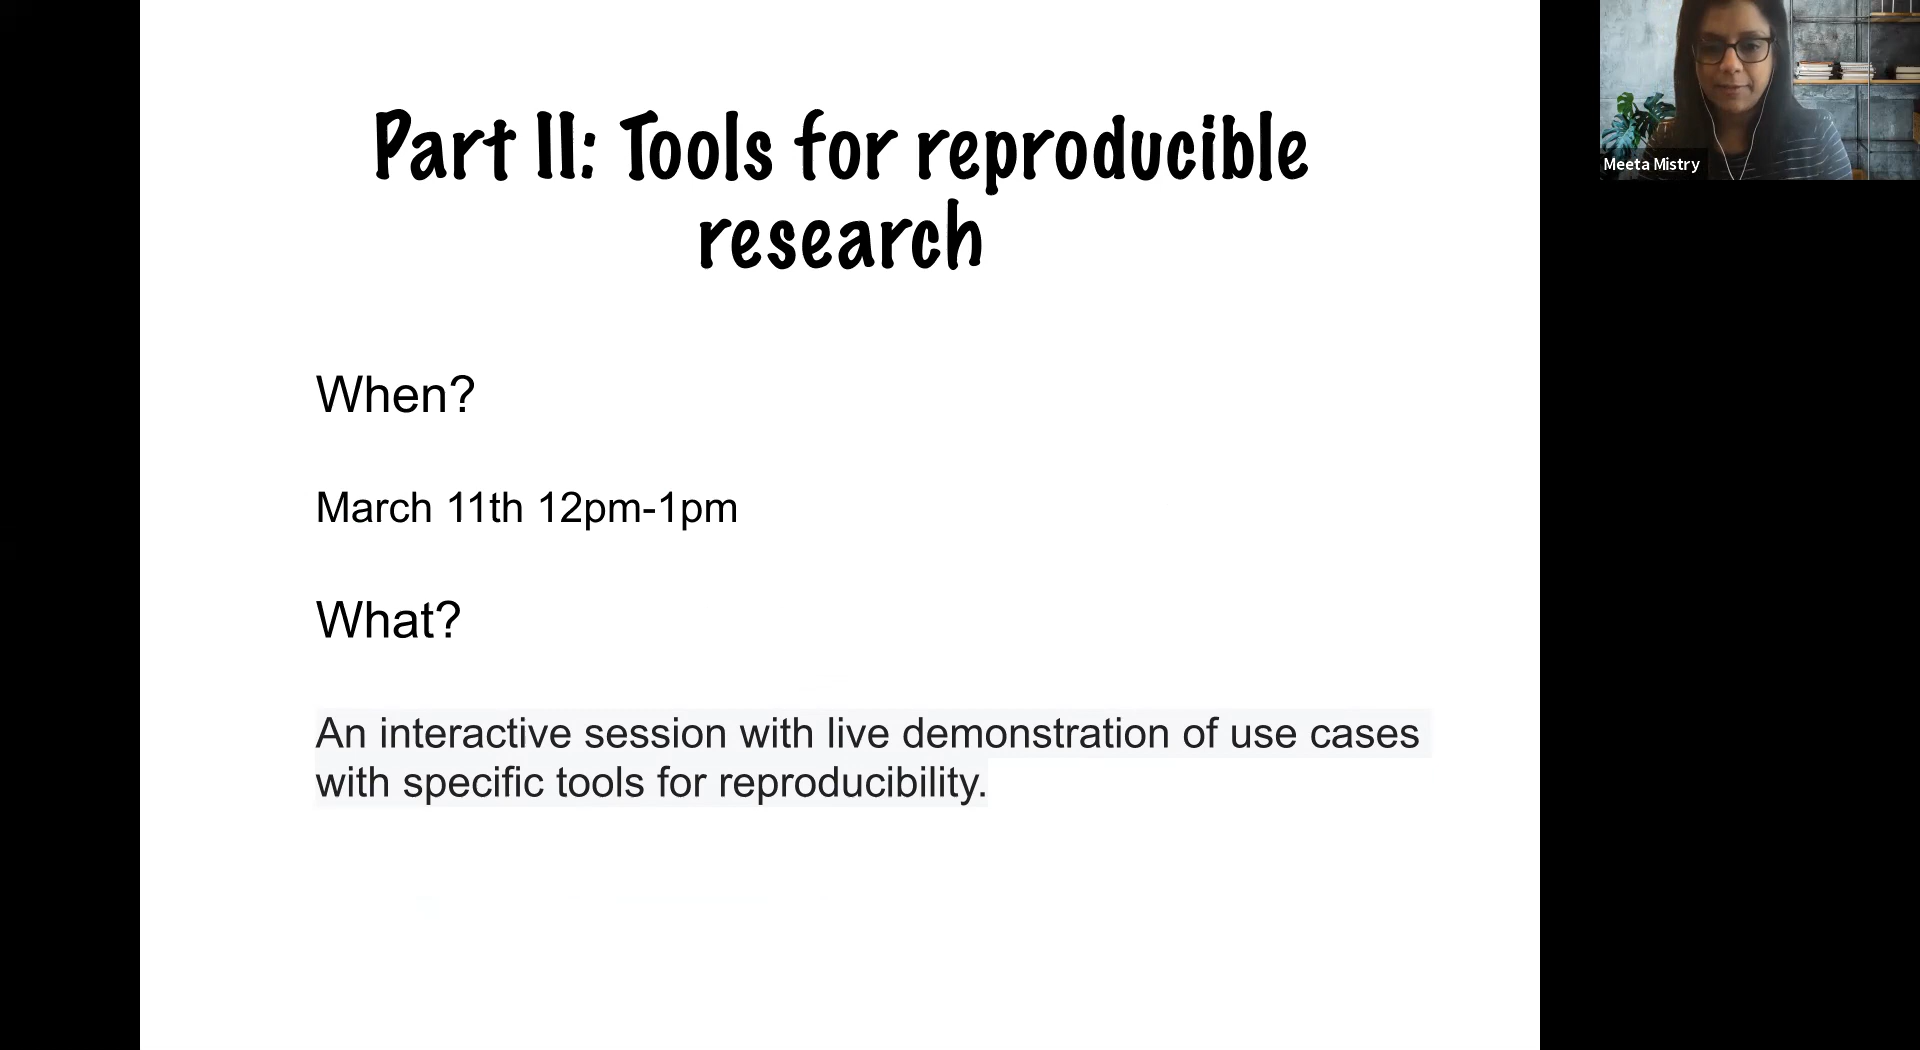 Part II: Tools for reproducible
research
When?
March 11th 12pm-1pm
What?
An interactive session with live demonstration of use cases
with specific tools for reproducibility.
Meeta Mistry